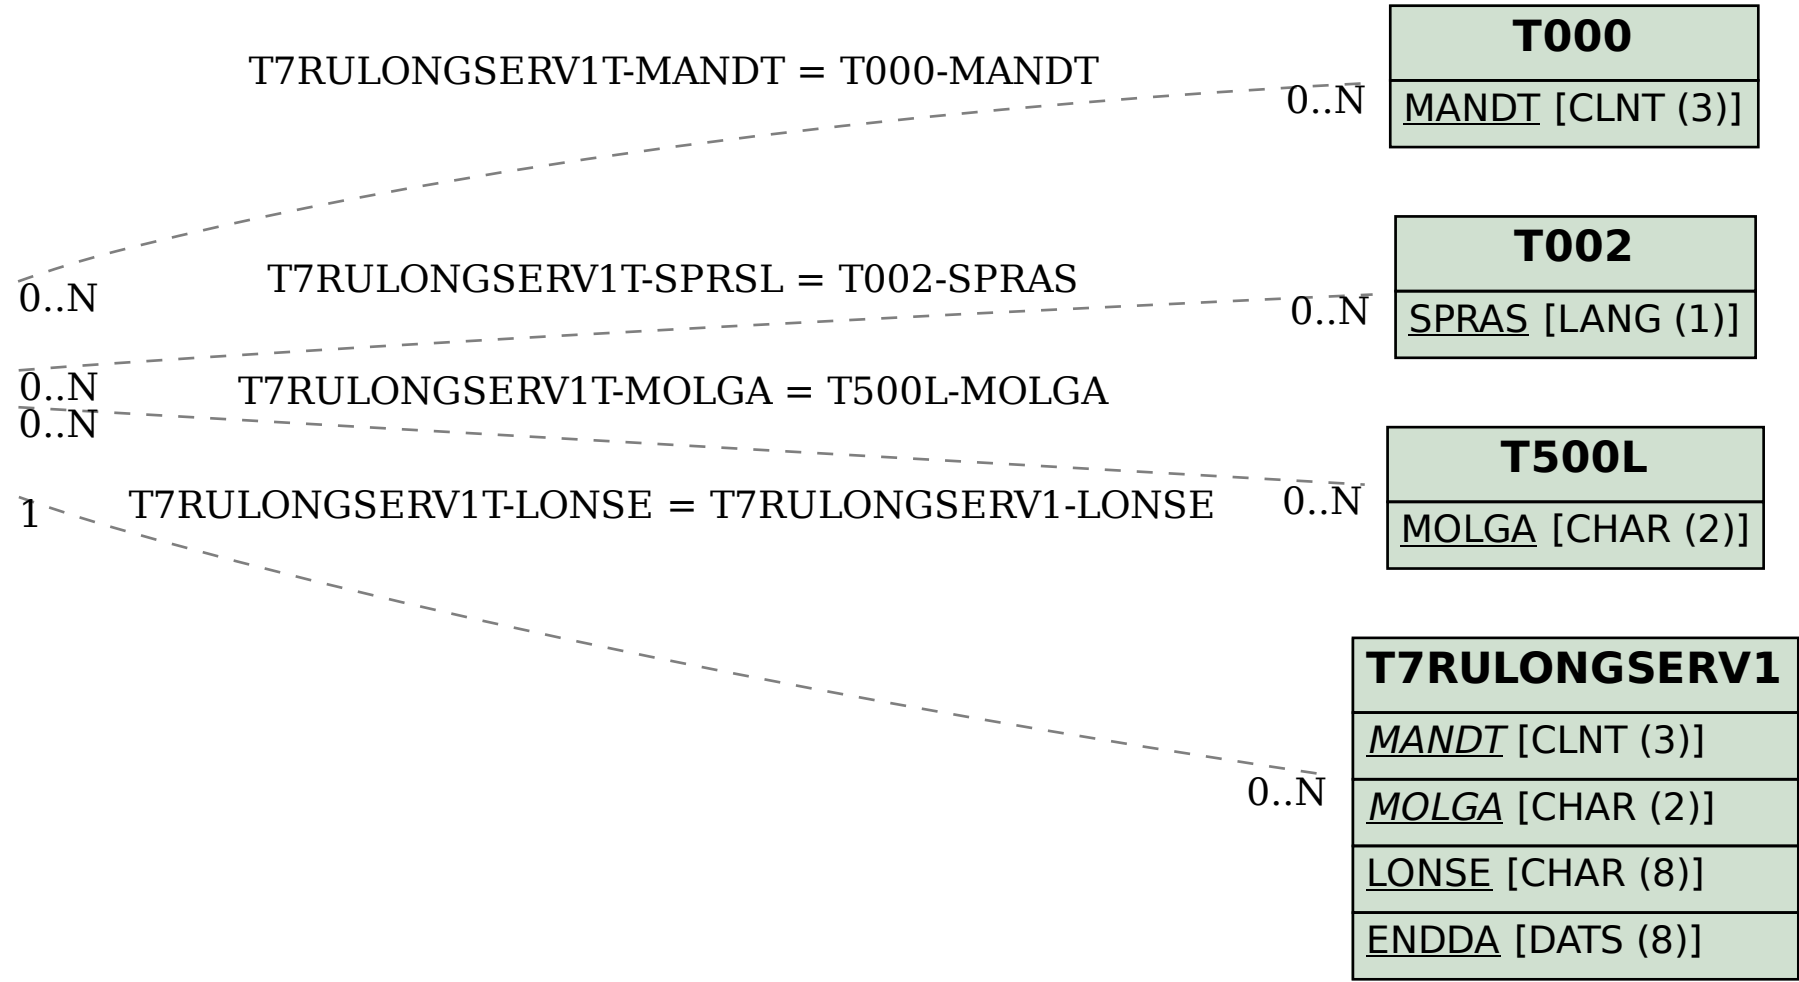 T7RULONGSERV1T-MANDT = T000-MANDT
0..N
0..N
T000
MANDT [CLNT (3)]
T7RULONGSERV1T-SPRSL = T002-SPRAS
0..N
0..N
T002
SPRAS [LANG (1)]
T7RULONGSERV1T-MOLGA = T500L-MOLGA
0..N
0..N
T500L
MOLGA [CHAR (2)]
T7RULONGSERV1T-LONSE = T7RULONGSERV1-LONSE
1
0..N
T7RULONGSERV1
MANDT [CLNT (3)]
MOLGA [CHAR (2)]
LONSE [CHAR (8)]
ENDDA [DATS (8)]